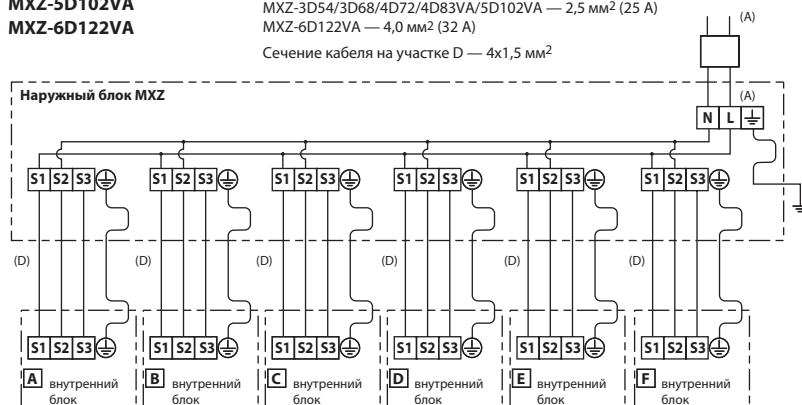 MXZ-5D102VA
MXZ-6D122VA
MXZ-3D54/3D68/4D72/4D83VA/5D102VA — 2,5 мм² (25 А)
MXZ-6D122VA — 4,0 мм² (32 А)
Сечение кабеля на участке D — 4x1,5 мм²
(A)
Наружный блок MXZ
(A)
N L
S1 S2 S3 S1 S2 S3 S1 S2 S3 S1 S2 S3 S1 S2 S3 S1 S2 S3
(D) (D) (D) (D) (D) (D)
S1 S2 S3 S1 S2 S3 S1 S2 S3 S1 S2 S3 S1 S2 S3 S1 S2 S3
A внутренний B внутренний C внутренний D внутренний E внутренний F внутренний
блок блок блок блок блок блок